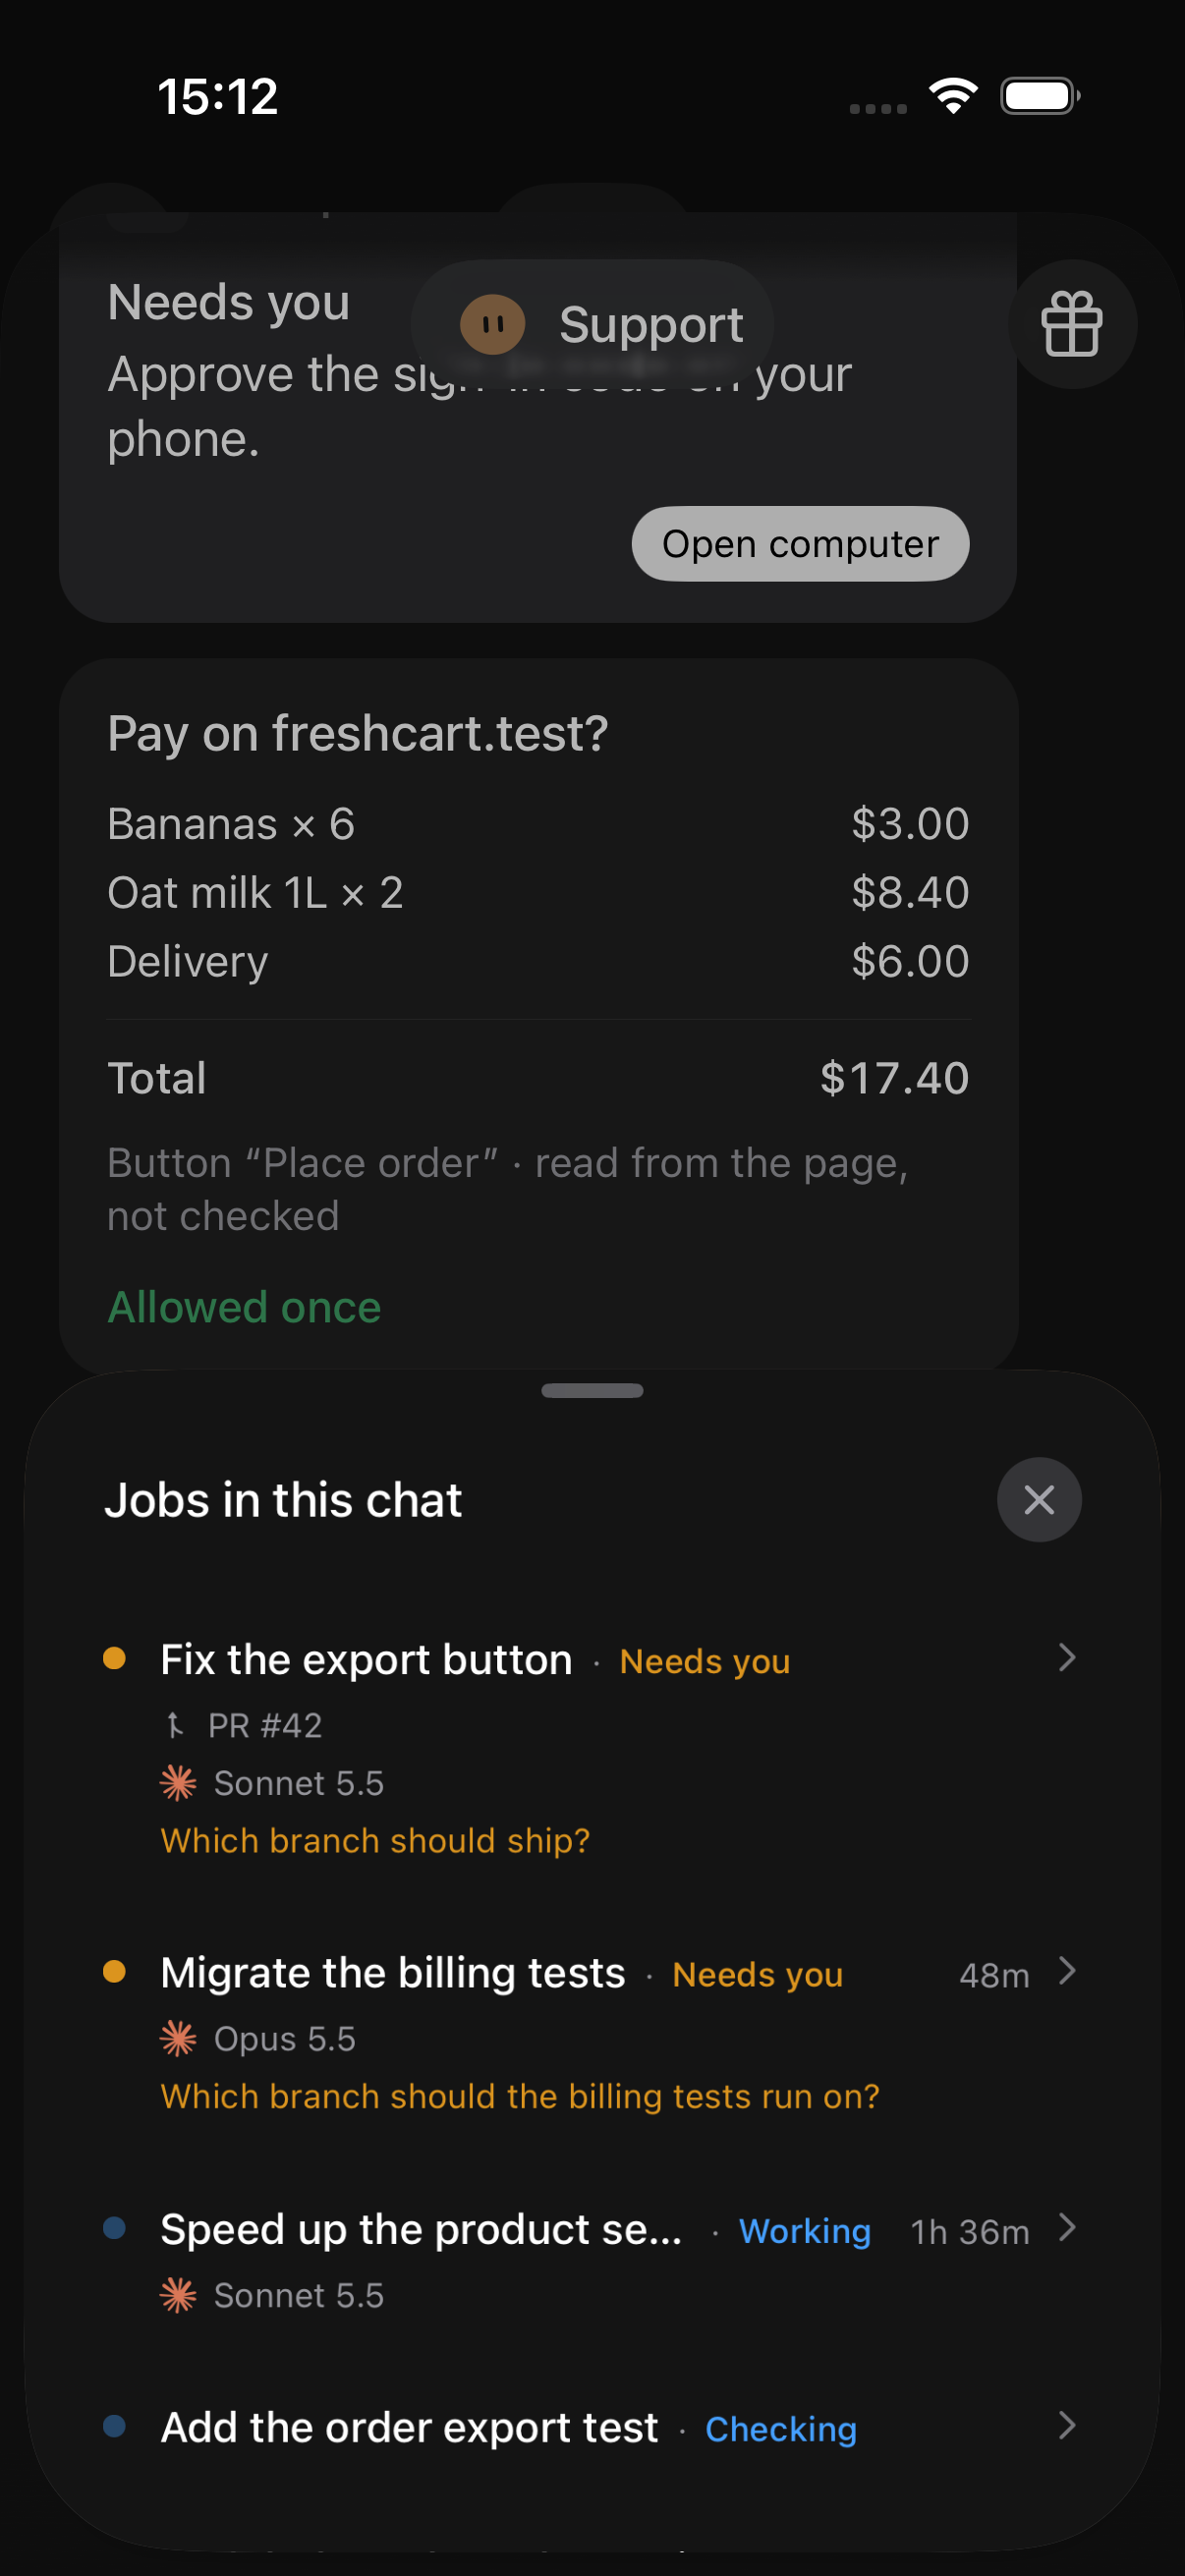 15:12
Needs you
Support
Approve the sign-in code on your
phone.
Open computer
Pay on freshcart.test?
Bananas × 6 $3.00
Oat milk 1L × 2 $8.40
Delivery $6.00
Total $17.40
Button “Place order” · read from the page,
not checked
Allowed once
Jobs in this chat
Fix the export button · Needs you
PR #42
Sonnet 5.5
Which branch should ship?
Migrate the billing tests · Needs you 48m
Opus 5.5
Which branch should the billing tests run on?
Speed up the product se... · Working 1h 36m
Sonnet 5.5
Add the order export test · Checking